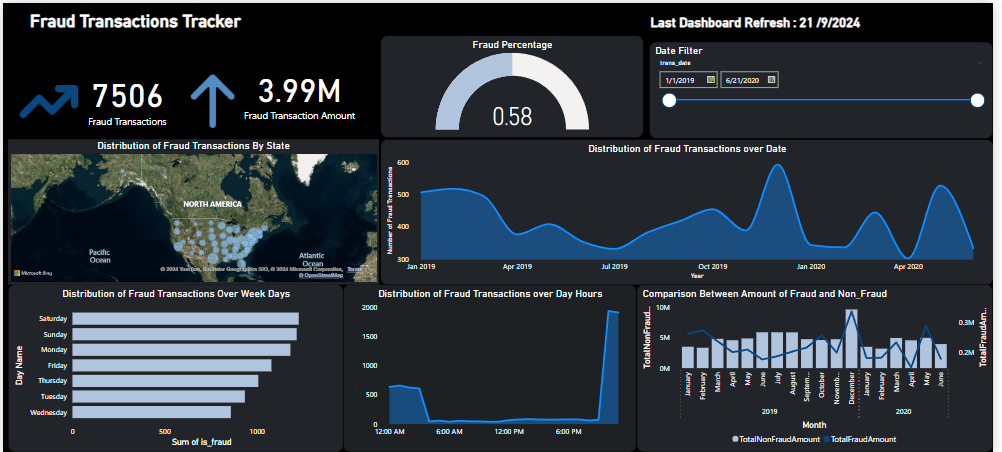 Fraud Transactions Tracker
Last Dashboard Refresh : 21 /9/2024
7506
Fraud Transactions
3.99M
Fraud Transaction Amount
Fraud Percentage
0.58
Date Filter
trans_date
1/1/2019
6/21/2020
Distribution of Fraud Transactions By State
NORTH AMERICA
Pacific
Ocean
Atlantic
Ocean
Microsoft Bing
© 2024 TomTom, Earthstar Geographics SIO, © 2024 Microsoft Corporation, Terms
© OpenStreetMap
Distribution of Fraud Transactions over Date
Number of Fraud Transactions
600
500
400
300
Jan 2019
Apr 2019
Jul 2019
Oct 2019
Jan 2020
Apr 2020
Year
Distribution of Fraud Transactions Over Week Days
Day Name
Saturday
Sunday
Monday
Friday
Thursday
Tuesday
Wednesday
0
1000
Sum of is_fraud
Distribution of Fraud Transactions over Day Hours
2000
1500
1000
500
0
12:00 AM
6:00 AM
12:00 PM
6:00 PM
Comparison Between Amount of Fraud and Non_Fraud
TotalNonFraud...
10M
5M
0M
0.3M
0.2M
TotalFraudAm...
January
February
March
April
May
June
July
August
Septem...
October
Novemb...
December
January
February
March
April
May
June
2019
2020
Month
TotalNonFraudAmount
TotalFraudAmount